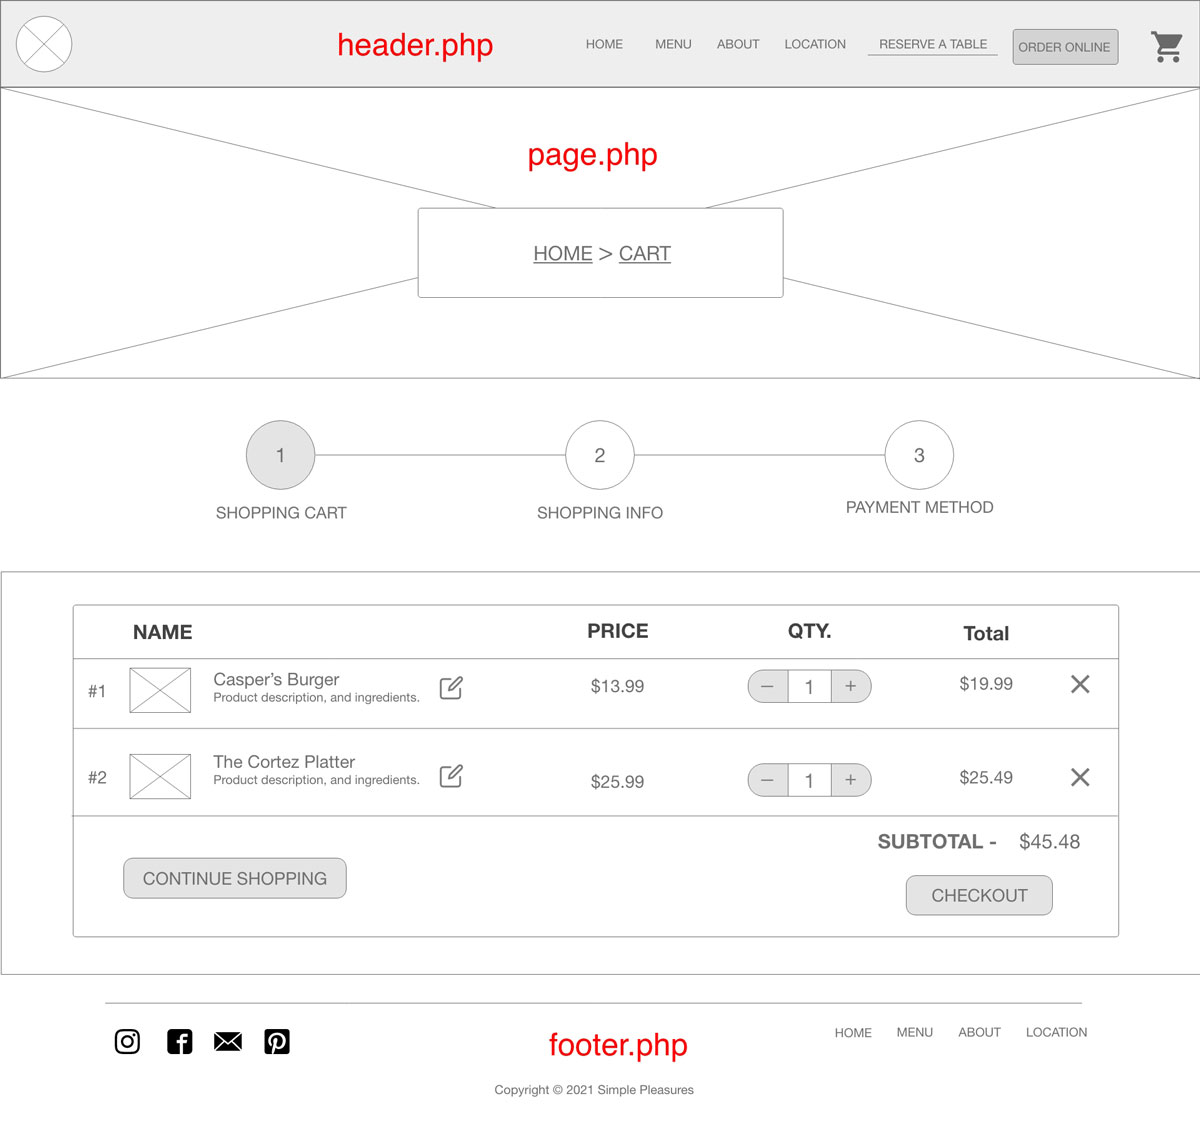 header.php
HOME MENU ABOUT LOCATION RESERVE A TABLE ORDER ONLINE
page.php
HOME > CART
1 2 3
SHOPPING CART SHOPPING INFO PAYMENT METHOD
NAME PRICE QTY. Total
#1 Casper's Burger $13.99 − 1 + $19.99
Product description, and ingredients.
#2 The Cortez Platter $25.99 − 1 + $25.49
Product description, and ingredients.
SUBTOTAL - $45.48
CONTINUE SHOPPING CHECKOUT
footer.php
HOME MENU ABOUT LOCATION
Copyright © 2021 Simple Pleasures